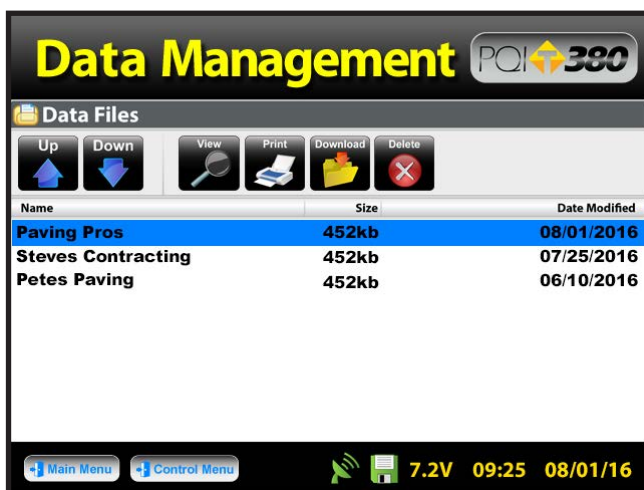 Data Management PQI 380
Data Files
Up Down View Print Download Delete
Name Size Date Modified
Paving Pros 452kb 08/01/2016
Steves Contracting 452kb 07/25/2016
Petes Paving 452kb 06/10/2016
Main Menu Control Menu 7.2V 09:25 08/01/16